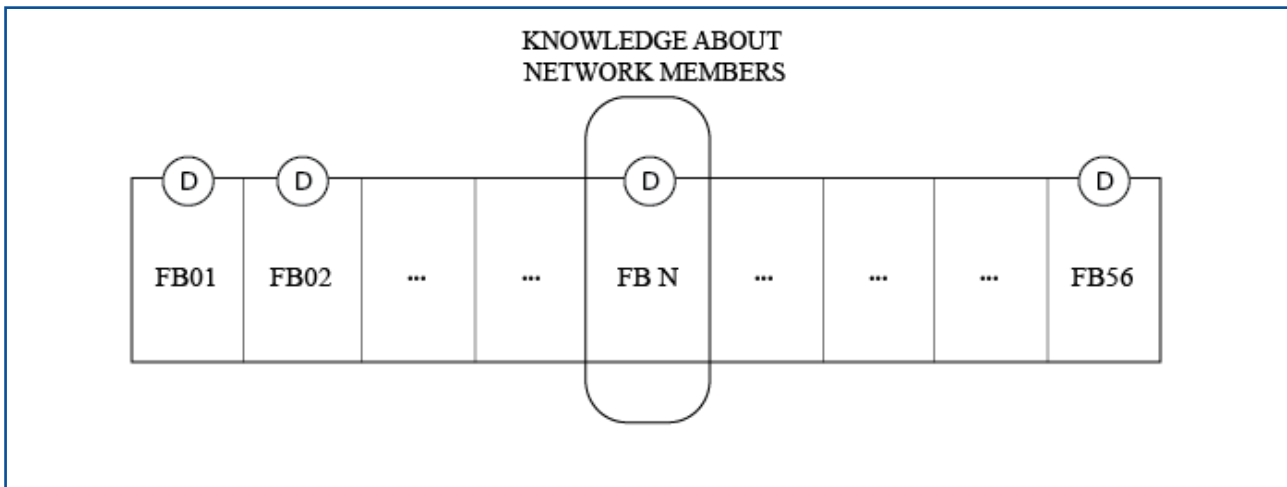 KNOWLEDGE ABOUT
NETWORK MEMBERS
D D D D
FB01 FB02 ... ... FB N ... ... ... FB56